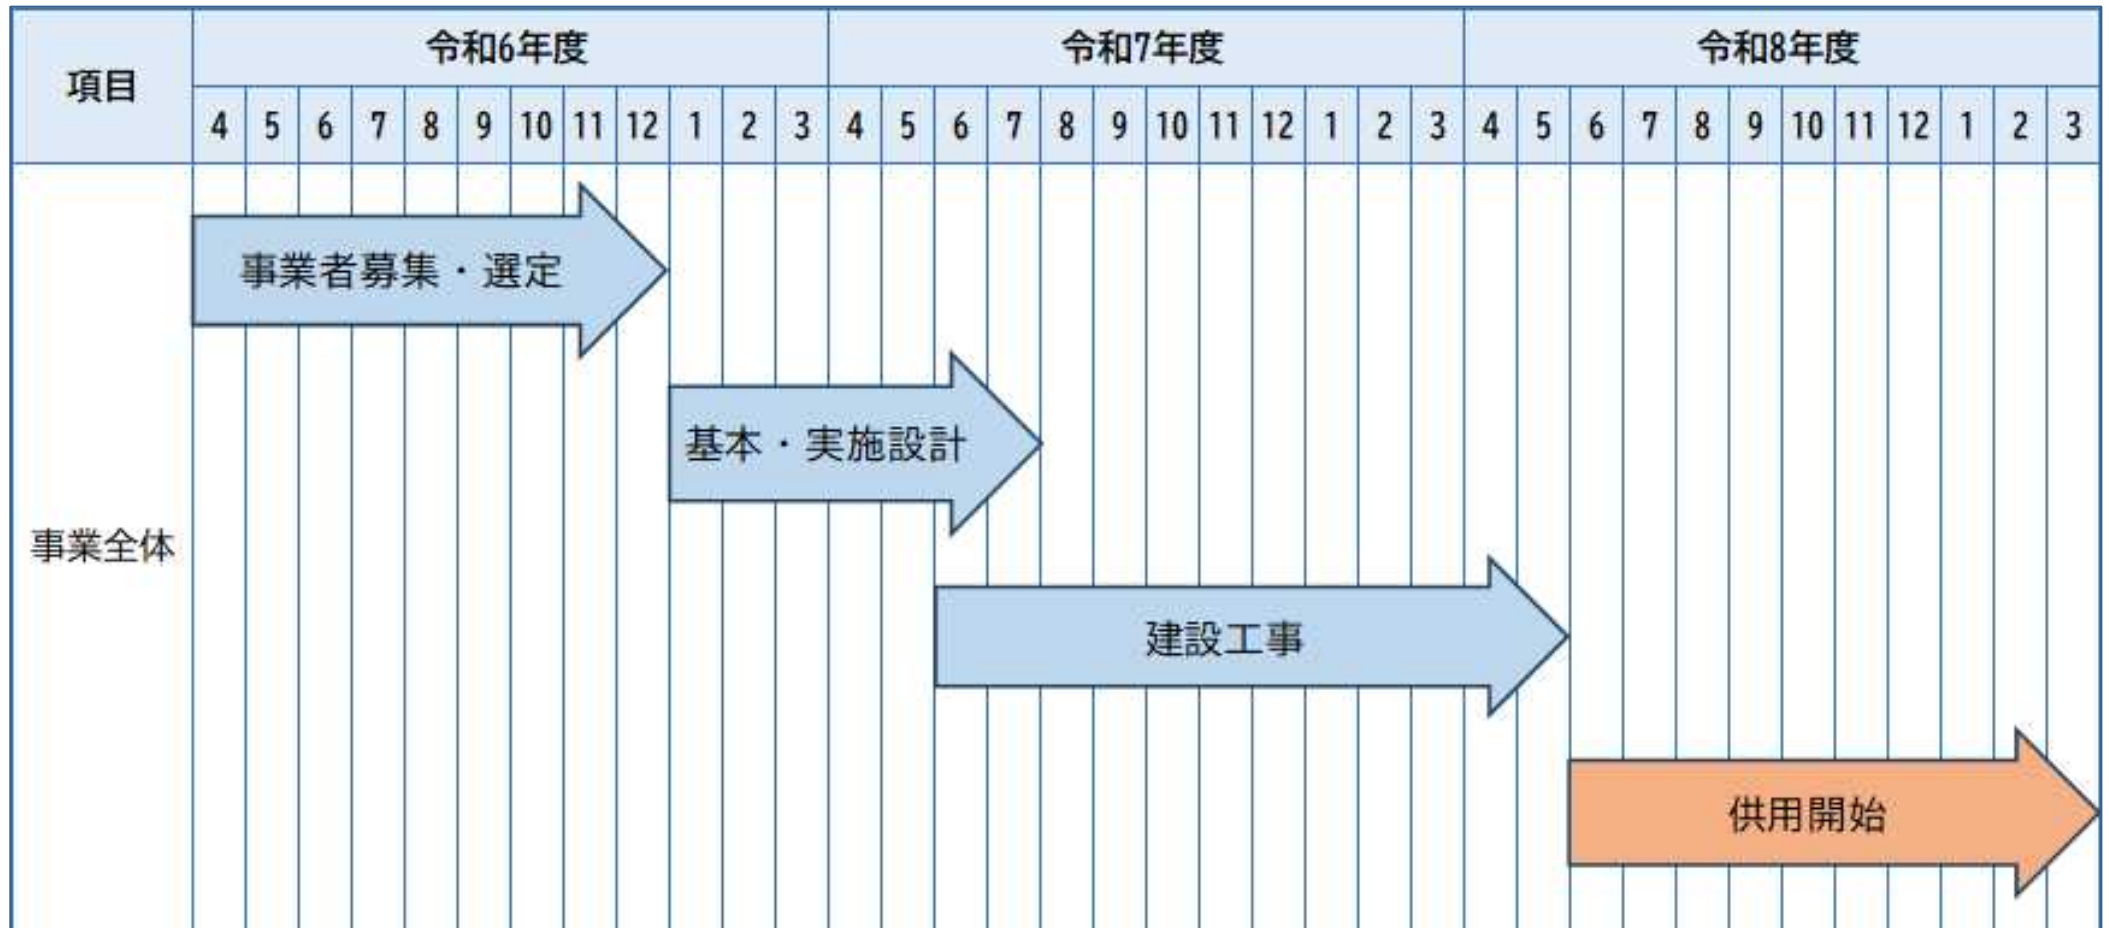 項目 令和6年度 令和7年度 令和8年度
4 5 6 7 8 9 10 11 12 1 2 3 4 5 6 7 8 9 10 11 12 1 2 3 4 5 6 7 8 9 10 11 12 1 2 3
事業者募集・選定
基本・実施設計
事業全体
建設工事
供用開始